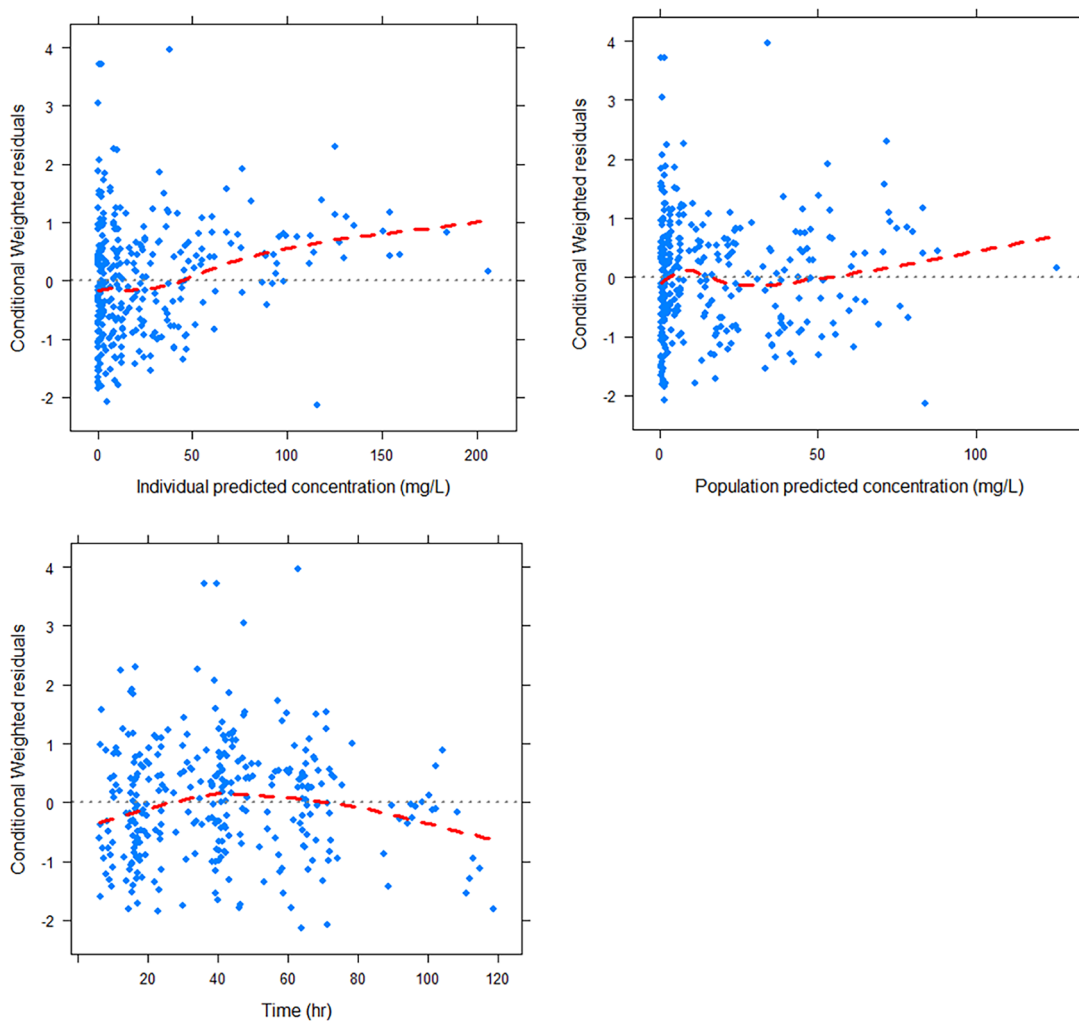 4
3
2
1
0
-1
-2
Conditional Weighted residuals
0 50 100 150 200
Individual predicted concentration (mg/L)
4
3
2
1
0
-1
-2
Conditional Weighted residuals
0 50 100
Population predicted concentration (mg/L)
4
3
2
1
0
-1
-2
Conditional Weighted residuals
20 40 60 80 100 120
Time (hr)